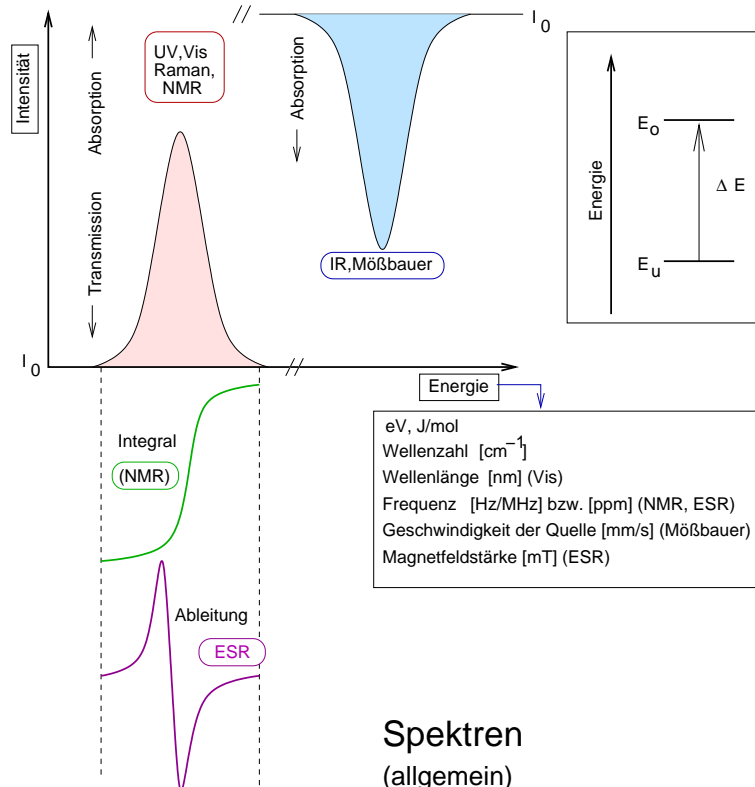 Intensität
Absorption
Transmission
UV,Vis
Raman,
NMR
//
Absorption
I0
IR,Mößbauer
Energie
Eo
Δ E
Eu
I0
//
Energie
eV, J/mol
Wellenzahl [cm⁻¹]
Wellenlänge [nm] (Vis)
Frequenz [Hz/MHz] bzw. [ppm] (NMR, ESR)
Geschwindigkeit der Quelle [mm/s] (Mößbauer)
Magnetfeldstärke [mT] (ESR)
Integral
(NMR)
Ableitung
ESR
Spektren
(allgemein)